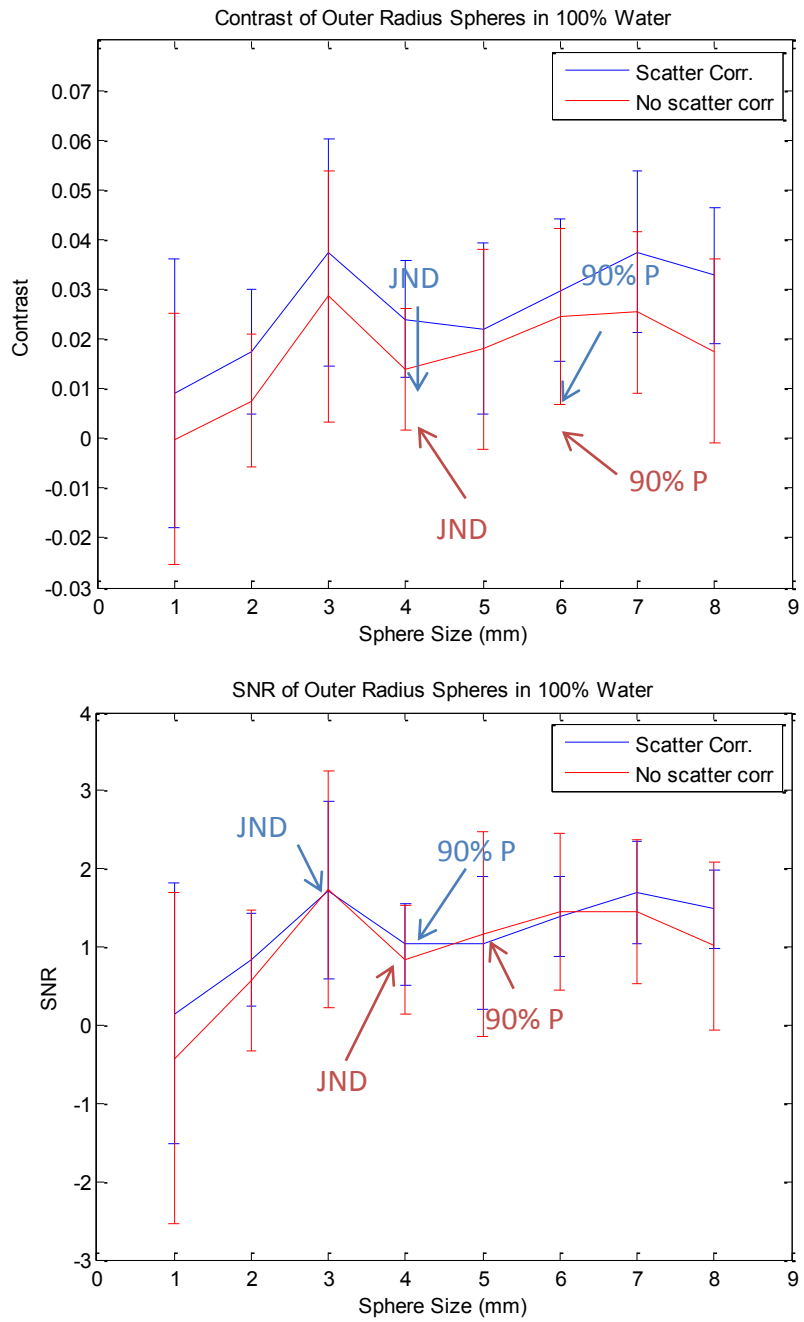 Contrast of Outer Radius Spheres in 100% Water
Scatter Corr.
No scatter corr
0.07
0.06
0.05
0.04
0.03
0.02
0.01
0
-0.01
-0.02
-0.03
Contrast
JND
90% P
90% P
JND
0 1 2 3 4 5 6 7 8 9
Sphere Size (mm)
SNR of Outer Radius Spheres in 100% Water
Scatter Corr.
No scatter corr
4
3
2
1
0
-1
-2
-3
SNR
JND
90% P
90% P
JND
0 1 2 3 4 5 6 7 8 9
Sphere Size (mm)